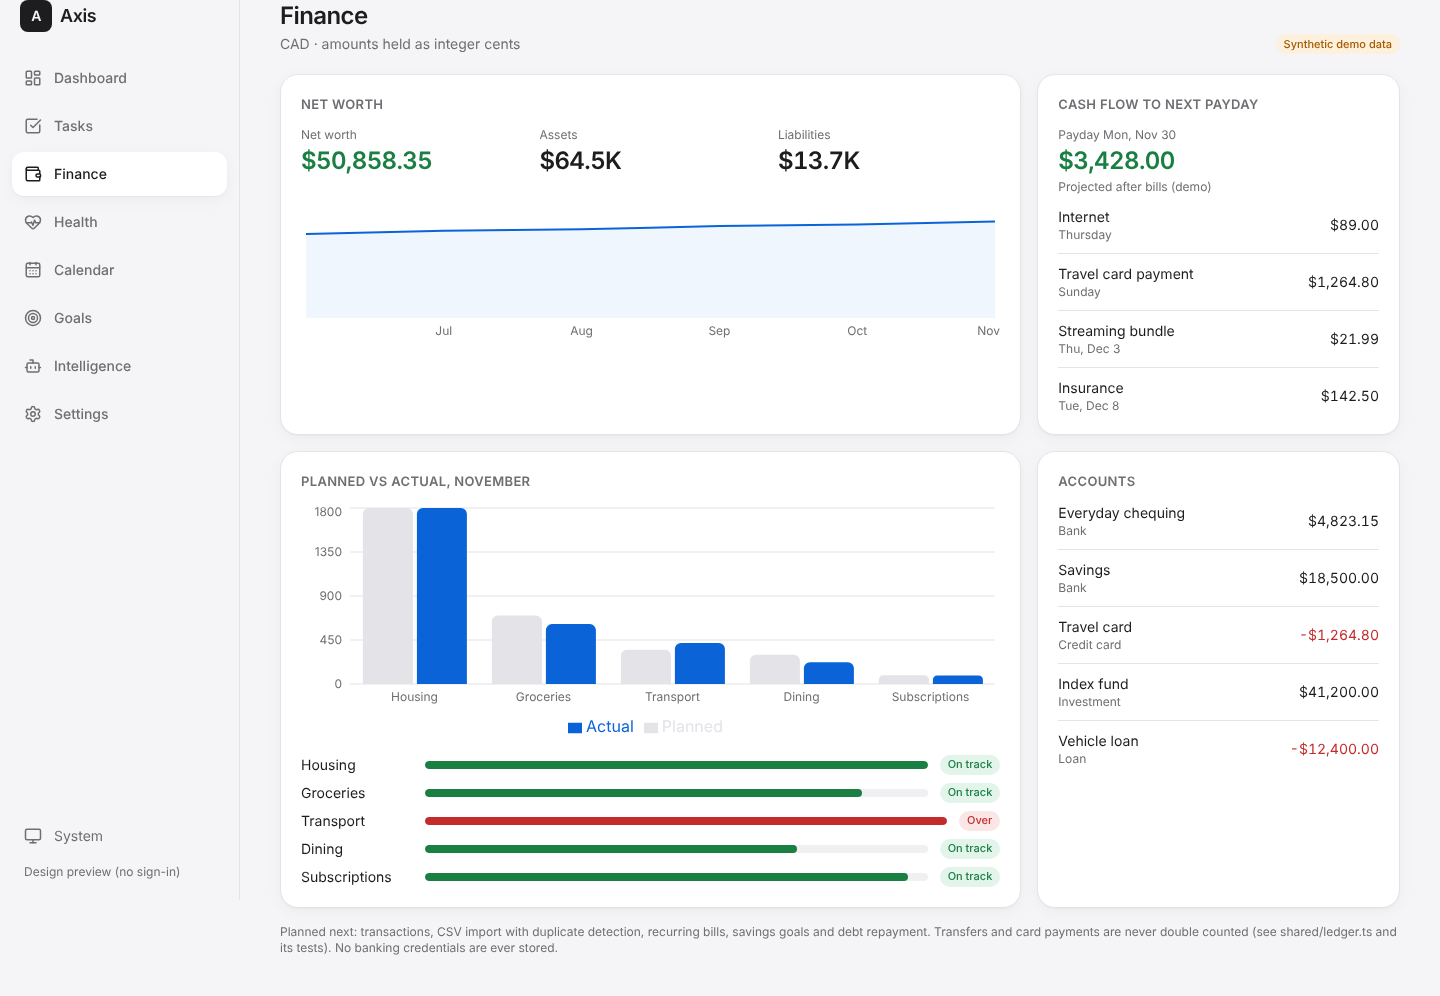 A Axis
Dashboard
Tasks
Finance
Health
Calendar
Goals
Intelligence
Settings
System
Design preview (no sign-in)
Finance
CAD · amounts held as integer cents
Synthetic demo data
NET WORTH
Net worth
$50,858.35
Assets
$64.5K
Liabilities
$13.7K
Jul Aug Sep Oct Nov
CASH FLOW TO NEXT PAYDAY
Payday Mon, Nov 30
$3,428.00
Projected after bills (demo)
Internet $89.00
Thursday
Travel card payment $1,264.80
Sunday
Streaming bundle $21.99
Thu, Dec 3
Insurance $142.50
Tue, Dec 8
PLANNED VS ACTUAL, NOVEMBER
1800
1350
900
450
0
Housing Groceries Transport Dining Subscriptions
Actual Planned
Housing On track
Groceries On track
Transport Over
Dining On track
Subscriptions On track
ACCOUNTS
Everyday chequing $4,823.15
Bank
Savings $18,500.00
Bank
Travel card -$1,264.80
Credit card
Index fund $41,200.00
Investment
Vehicle loan -$12,400.00
Loan
Planned next: transactions, CSV import with duplicate detection, recurring bills, savings goals and debt repayment. Transfers and card payments are never double counted (see shared/ledger.ts and
its tests). No banking credentials are ever stored.